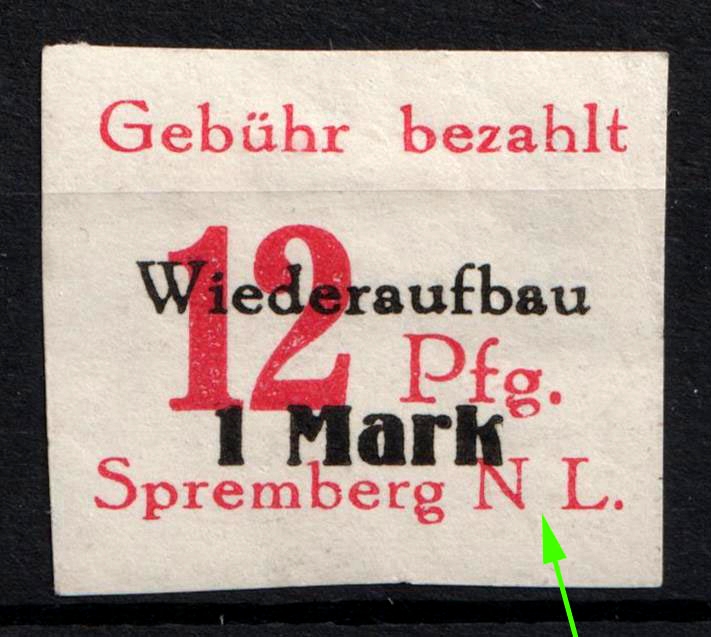 Gebühr bezahlt
Wiederaufbau
12 Pfg.
1 Mark
Spremberg N L.